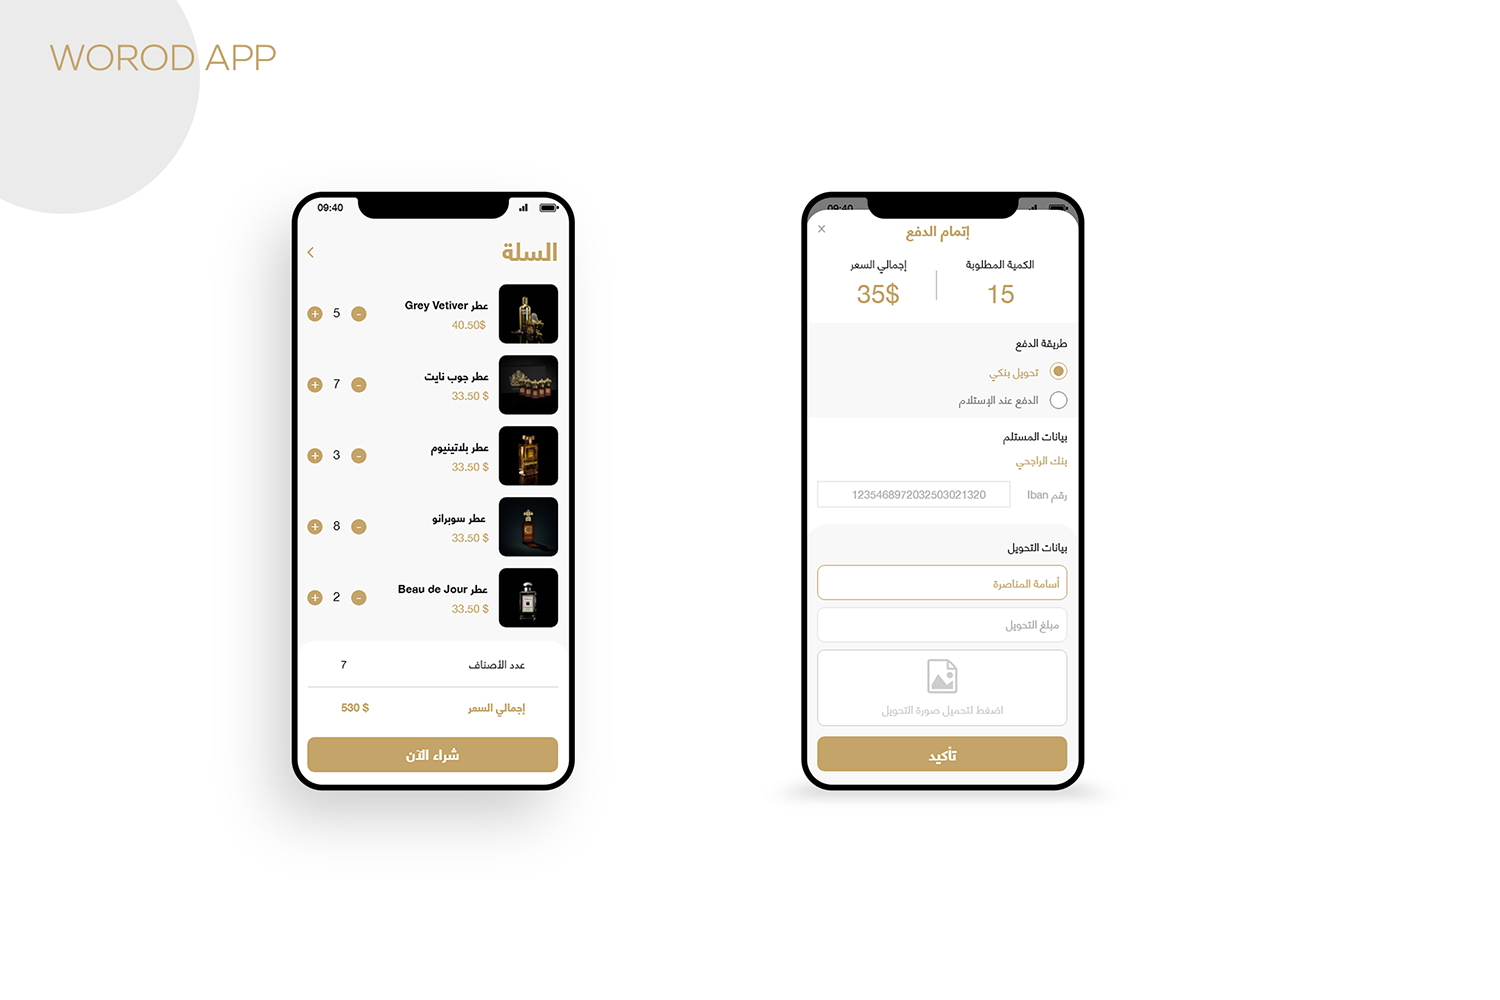 WOROD APP
09:40
السلة
عطر Grey Vetiver
40.50$
+ 5 -
عطر جوب نايت
33.50 $
+ 7 -
عطر بلاتينيوم
33.50 $
+ 3 -
عطر سوبرانو
33.50 $
+ 8 -
عطر Beau de Jour
33.50 $
+ 2 -
عدد الأصناف 7
إجمالي السعر 530 $
شراء الآن
09:40
إتمام الدفع
الكمية المطلوبة
15
إجمالي السعر
35$
طريقة الدفع
تحويل بنكي
الدفع عند الإستلام
بيانات المستلم
بنك الراجحي
رقم Iban 1235468972032503021320
بيانات التحويل
أسامة المناصرة
مبلغ التحويل
اضغط لتحميل صورة التحويل
تأكيد